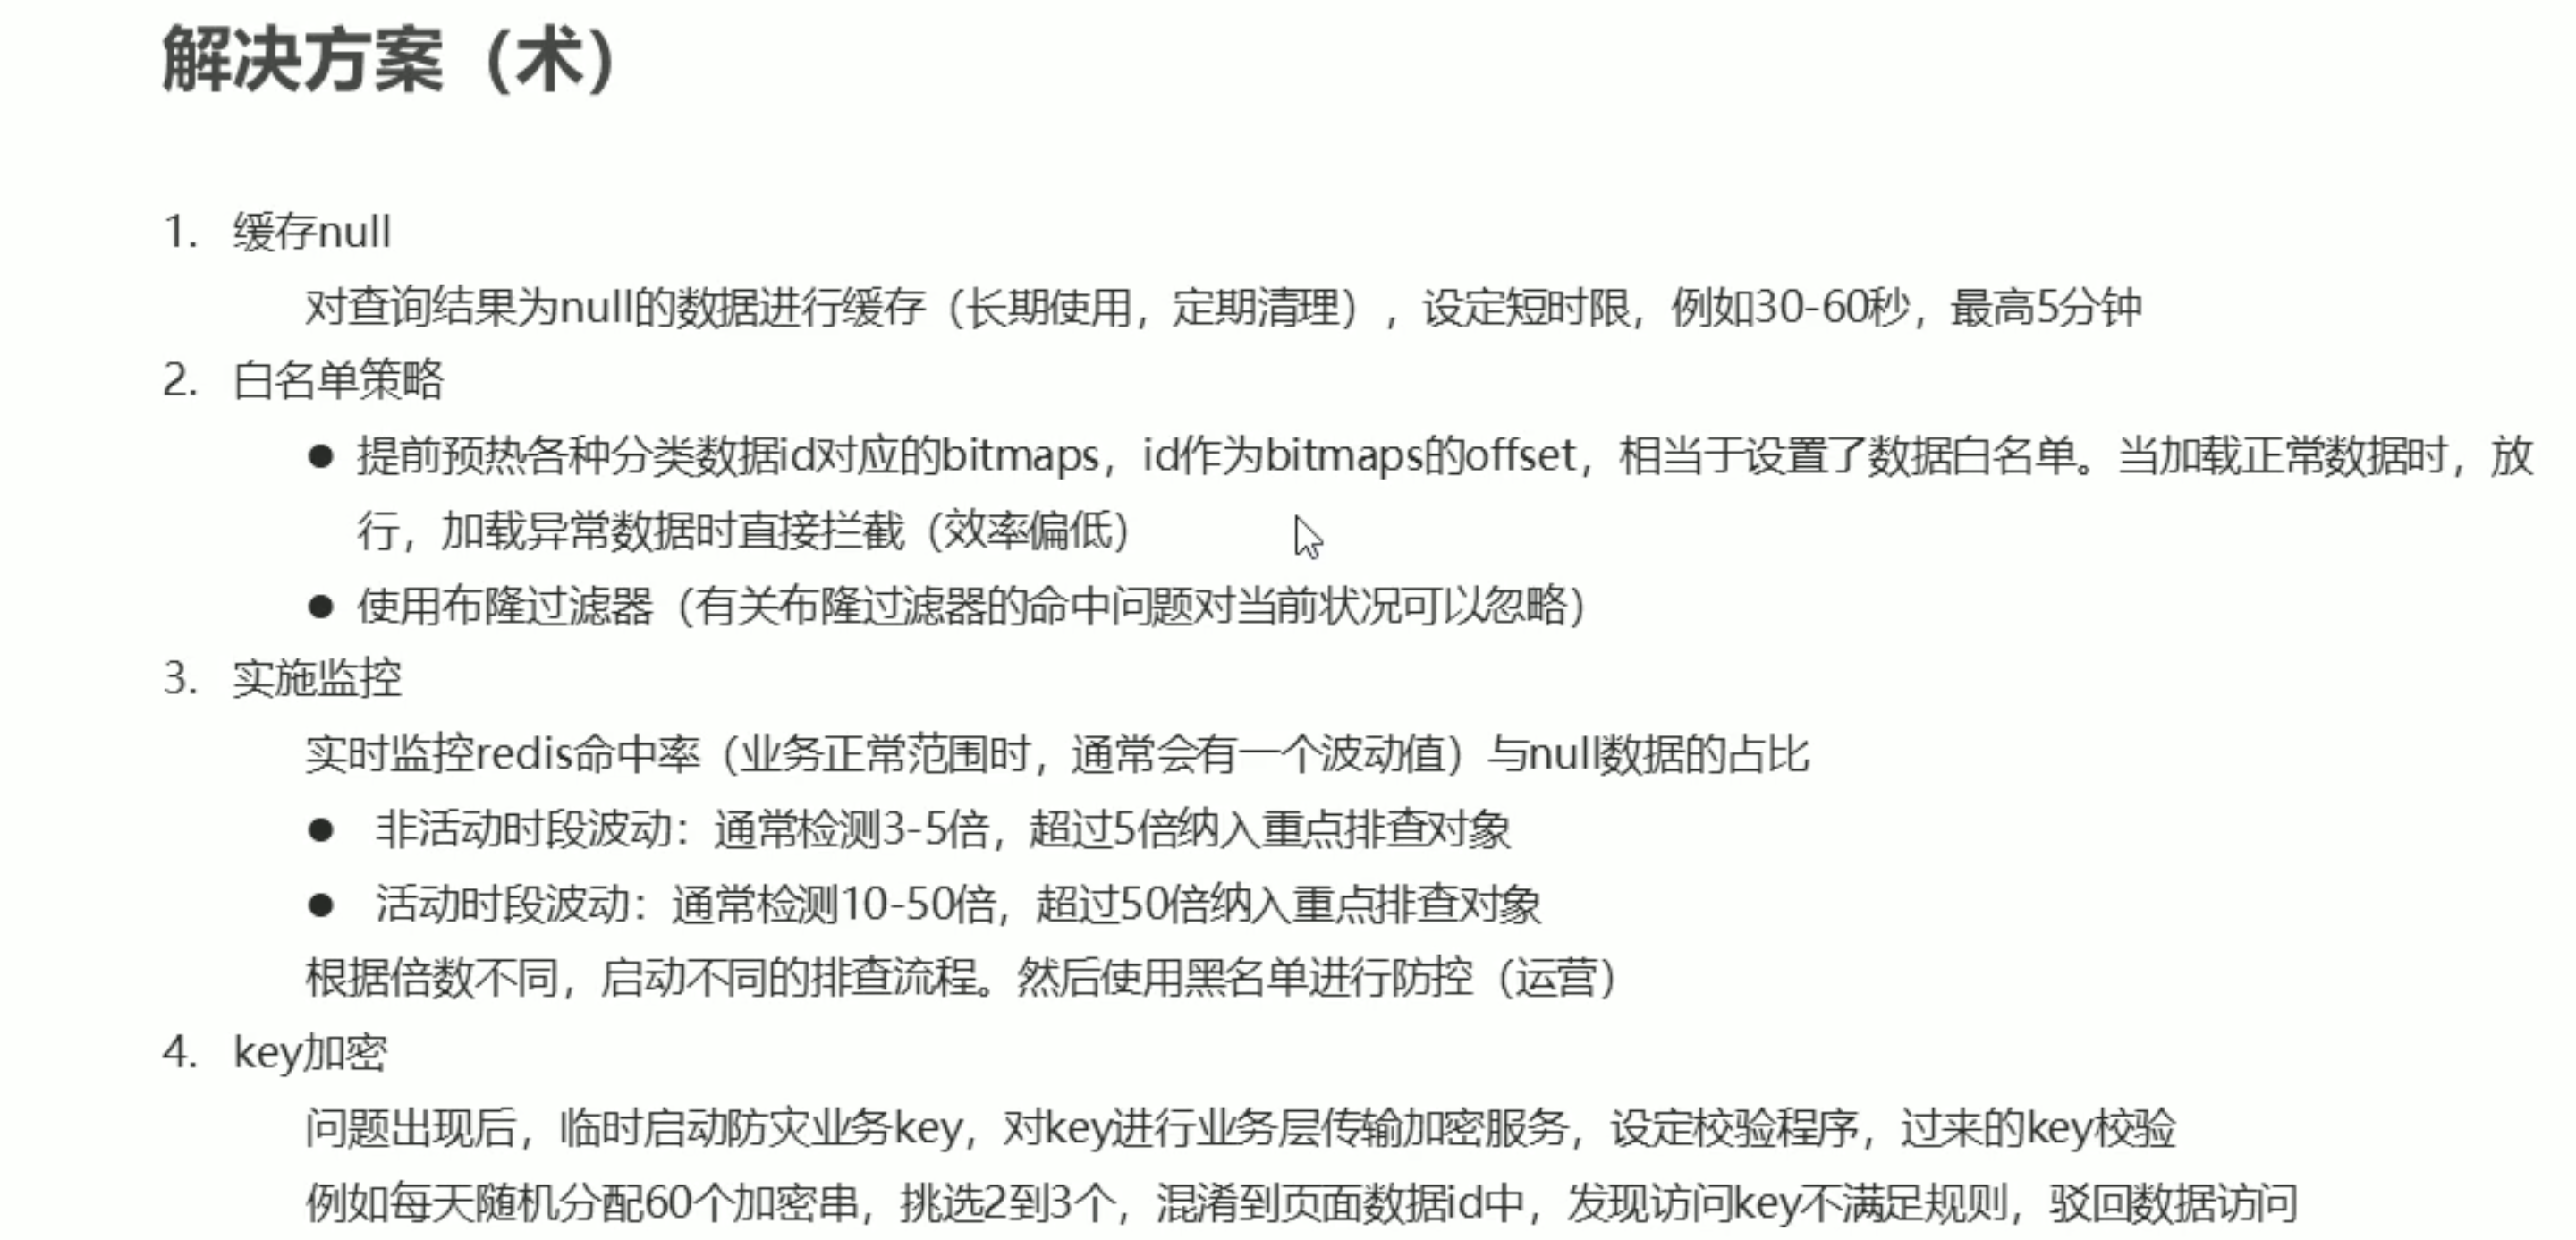 解决方案（术）
1. 缓存null
对查询结果为null的数据进行缓存（长期使用，定期清理），设定短时限，例如30-60秒，最高5分钟
2. 白名单策略
● 提前预热各种分类数据id对应的bitmaps，id作为bitmaps的offset，相当于设置了数据白名单。当加载正常数据时，放
行，加载异常数据时直接拦截（效率偏低）
● 使用布隆过滤器（有关布隆过滤器的命中问题对当前状况可以忽略）
3. 实施监控
实时监控redis命中率（业务正常范围时，通常会有一个波动值）与null数据的占比
● 非活动时段波动：通常检测3-5倍，超过5倍纳入重点排查对象
● 活动时段波动：通常检测10-50倍，超过50倍纳入重点排查对象
根据倍数不同，启动不同的排查流程。然后使用黑名单进行防控（运营）
4. key加密
问题出现后，临时启动防灾业务key，对key进行业务层传输加密服务，设定校验程序，过来的key校验
例如每天随机分配60个加密串，挑选2到3个，混淆到页面数据id中，发现访问key不满足规则，驳回数据访问